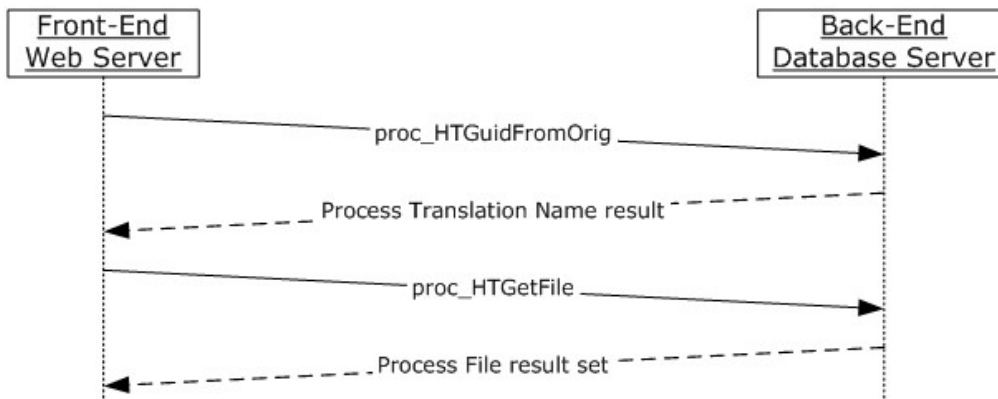 Front-End
Web Server
Back-End
Database Server
proc_HTGuidFromOrig
Process Translation Name result
proc_HTGetFile
Process File result set